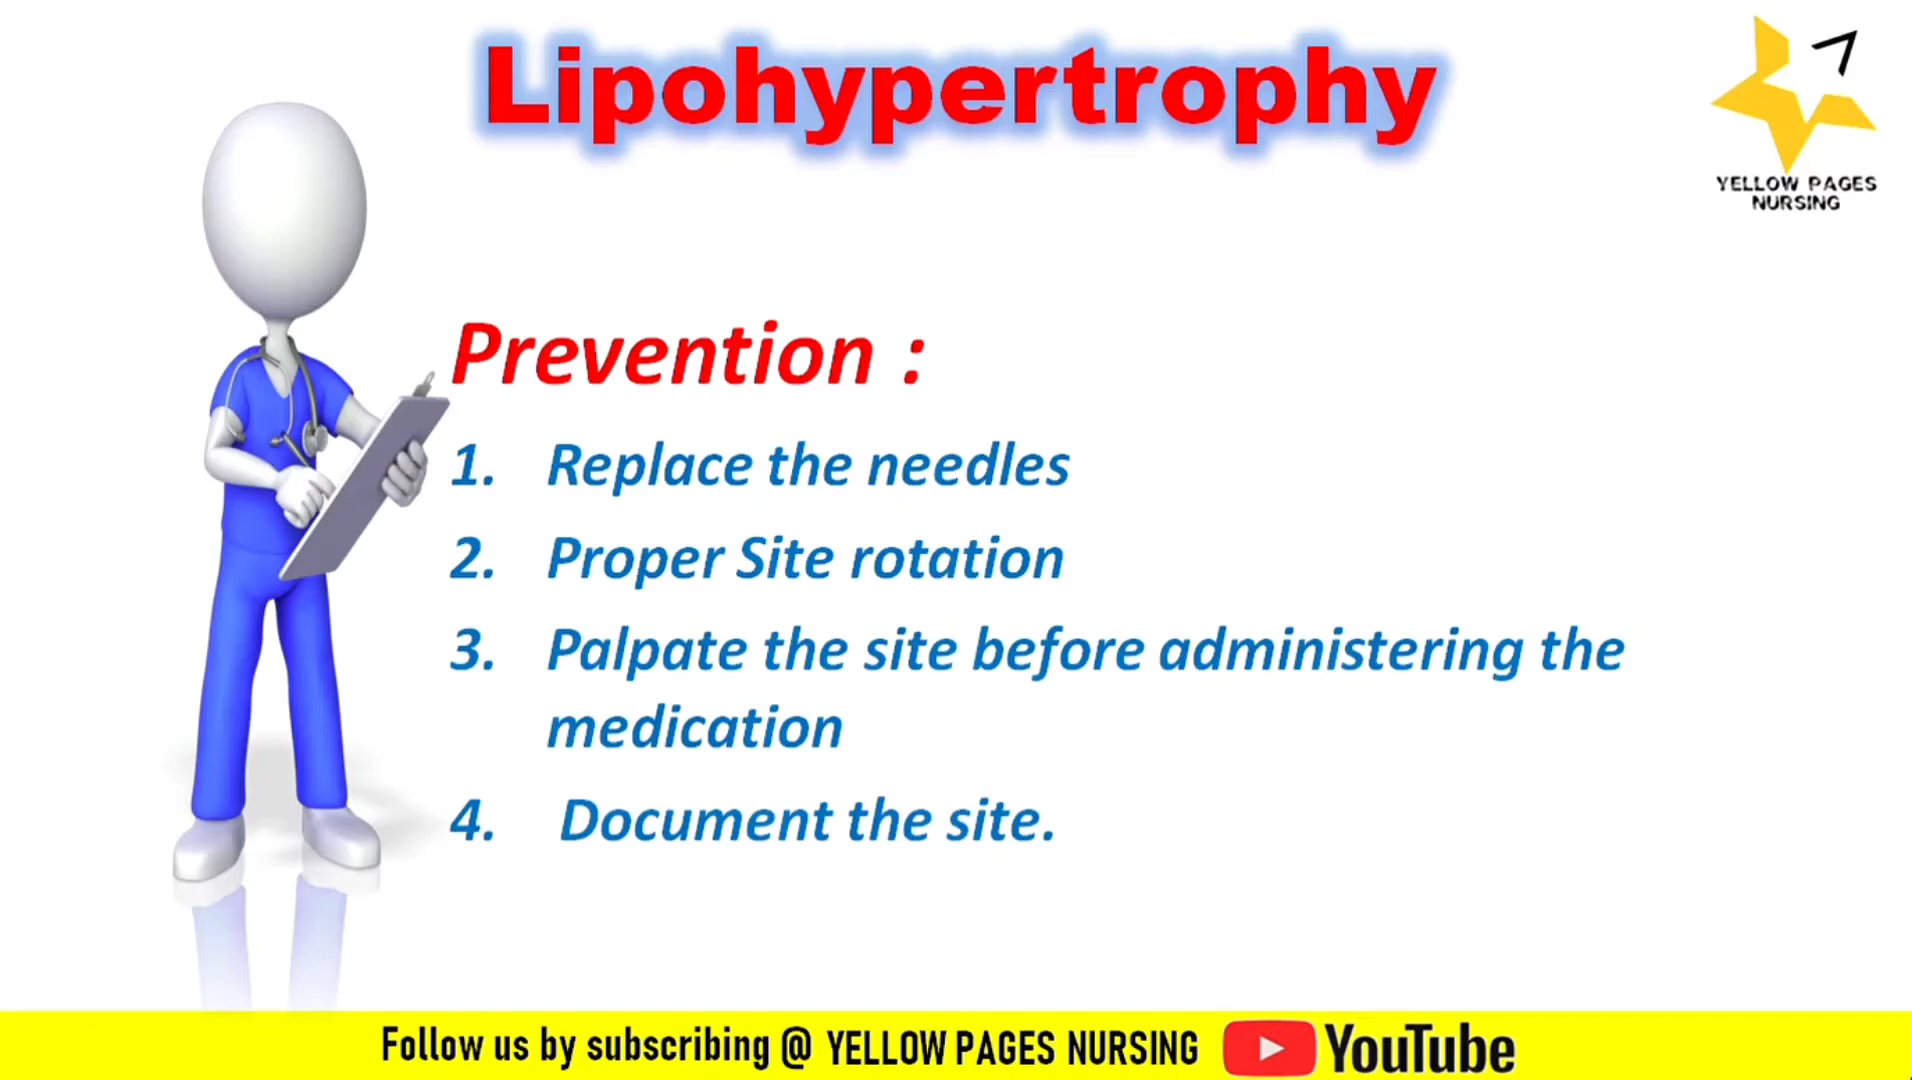 Lipohypertrophy
YELLOW PAGES
NURSING
Prevention :
1. Replace the needles
2. Proper Site rotation
3. Palpate the site before administering the
medication
4. Document the site.
Follow us by subscribing @ YELLOW PAGES NURSING YouTube